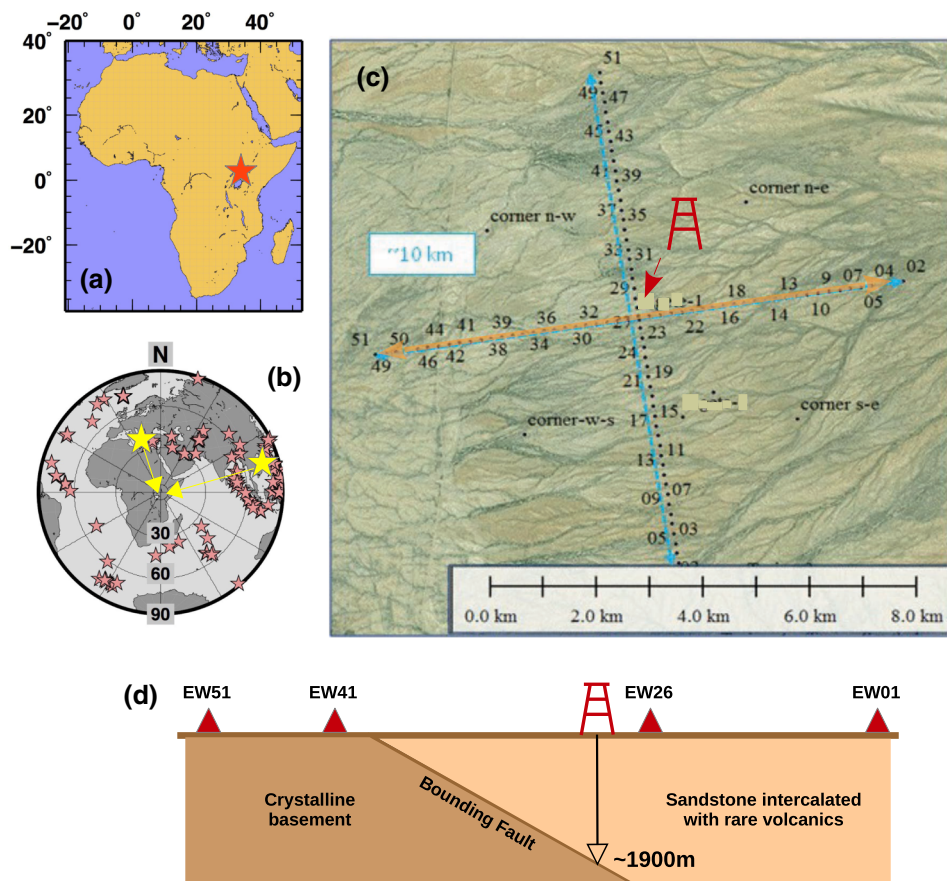 −20° 0° 20° 40°
40°
20°
0°
−20°
(a)
N
(b)
30
60
90
(c)
51
49 47
45 43
41 39
37 35
33 31
29
corner n-w
corner n-e
~10 km
-1
51 50 44 41 39 36 32 18 13 9 07 04 02
49 46 42 38 34 30 23 23 22 16 14 10 05
24
21 19
17 15
13 11
09 07
05 03
corner-w-s
corner s-e
0.0 km 2.0 km 4.0 km 6.0 km 8.0 km
(d)
EW51 EW41 EW26 EW01
Crystalline
basement
Bounding Fault
Sandstone intercalated
with rare volcanics
~1900m